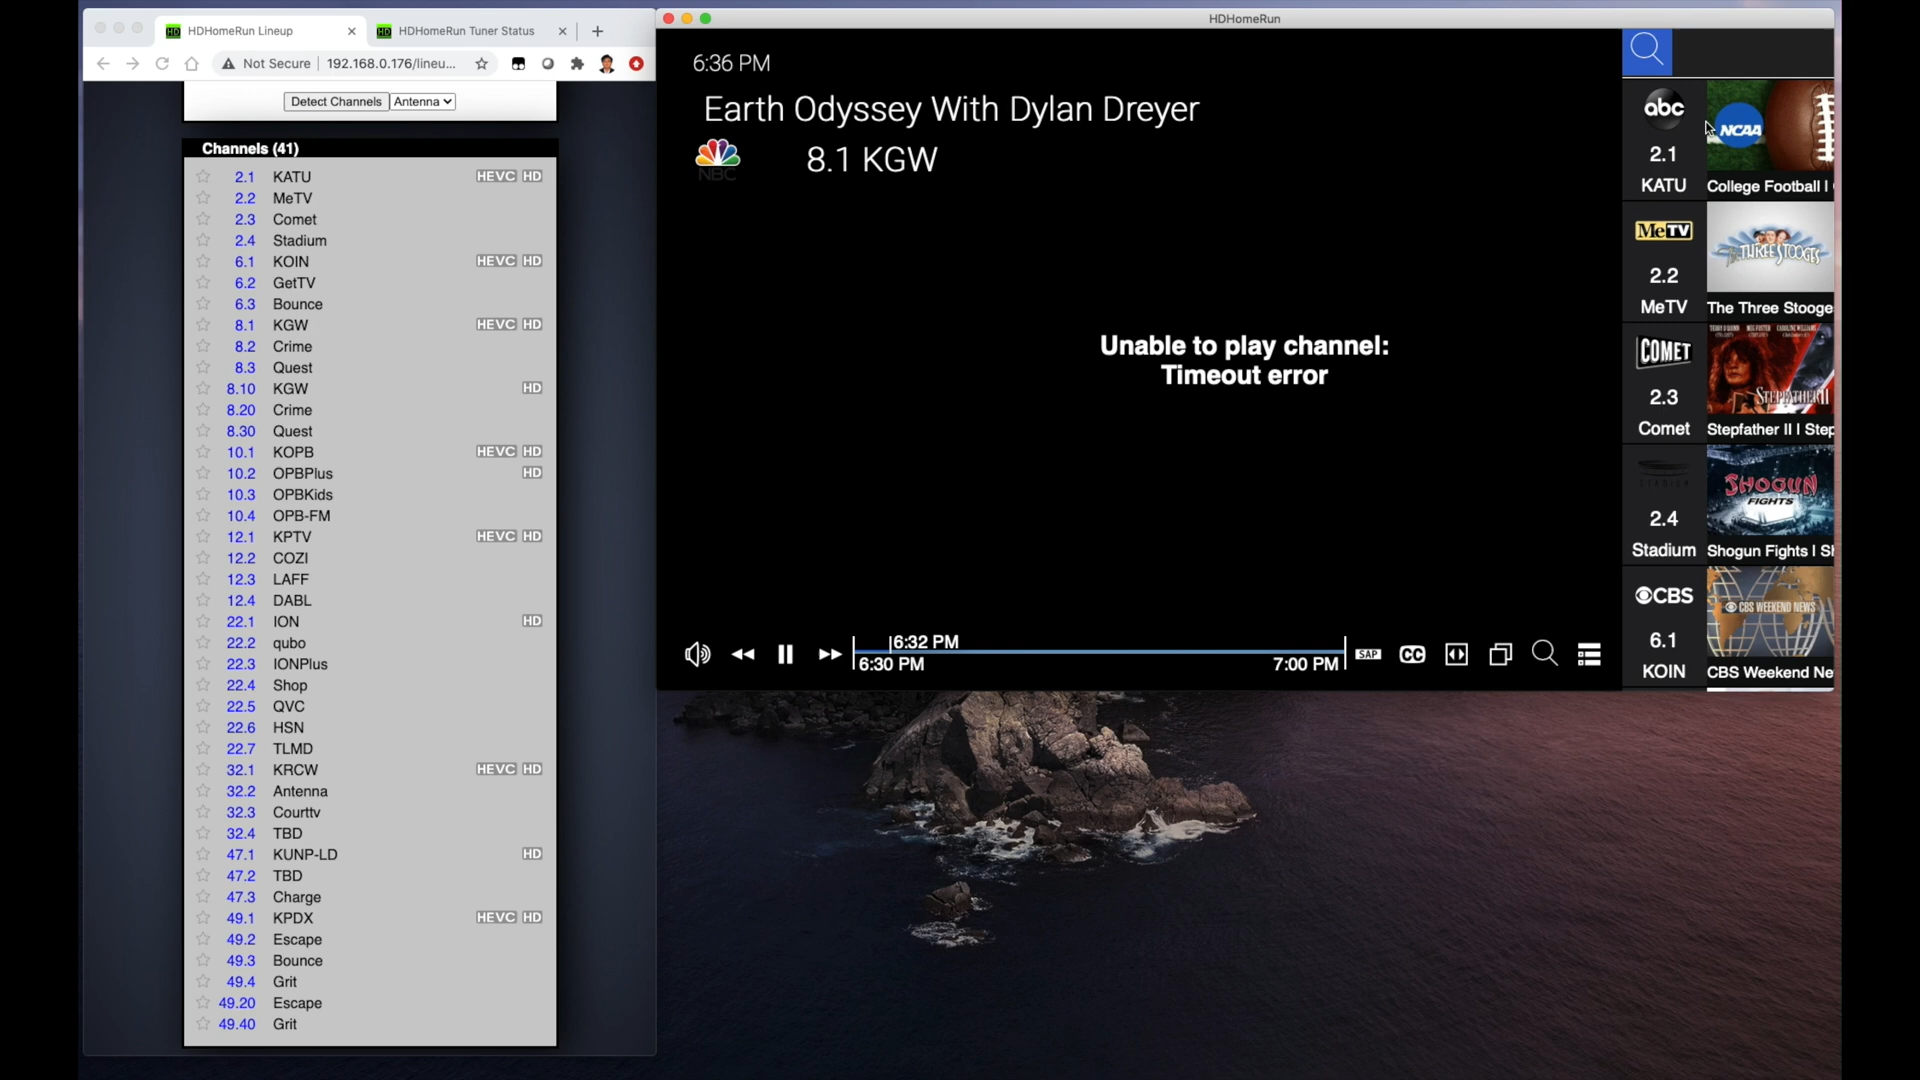 HDHomeRun Lineup
HDHomeRun Tuner Status
Not Secure
192.168.0.176/lineu...
Detect Channels
Antenna
Channels (41)
2.1 KATU HEVC HD
2.2 MeTV
2.3 Comet
2.4 Stadium
6.1 KOIN HEVC HD
6.2 GetTV
6.3 Bounce
8.1 KGW HEVC HD
8.2 Crime
8.3 Quest
8.10 KGW HD
8.20 Crime
8.30 Quest
10.1 KOPB HEVC HD
10.2 OPBPlus HD
10.3 OPBKids
10.4 OPB-FM
12.1 KPTV HEVC HD
12.2 COZI
12.3 LAFF
12.4 DABL
22.1 ION HD
22.2 qubo
22.3 IONPlus
22.4 Shop
22.5 QVC
22.6 HSN
22.7 TLMD
32.1 KRCW HEVC HD
32.2 Antenna
32.3 Courttv
32.4 TBD
47.1 KUNP-LD HD
47.2 TBD
47.3 Charge
49.1 KPDX HEVC HD
49.2 Escape
49.3 Bounce
49.4 Grit
49.20 Escape
49.40 Grit
HDHomeRun
6:36 PM
Earth Odyssey With Dylan Dreyer
NBC
8.1 KGW
Unable to play channel:
Timeout error
6:32 PM
6:30 PM
7:00 PM
SAP
CC
abc
2.1
KATU
NCAA
College Football |
MeTV
2.2
MeTV
THREE STOOGES
The Three Stooge
COMET
2.3
Comet
STEPFATHER II
Stepfather II | Step
STADIUM
2.4
Stadium
SHOGUN
FIGHTS
Shogun Fights | Sh
CBS
6.1
KOIN
CBS WEEKEND NEWS
CBS Weekend Ne